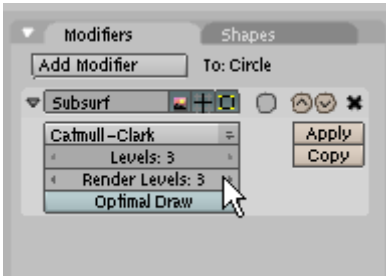 Modifiers Shapes
Add Modifier To: Circle
Subsurf
Catmull-Clark Apply
Levels: 3 Copy
Render Levels: 3
Optimal Draw